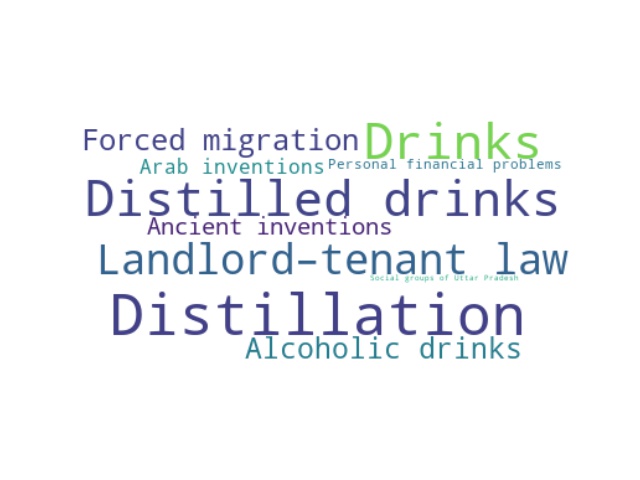 Forced migration
Drinks
Arab inventions
Personal financial problems
Distilled drinks
Ancient inventions
Landlord–tenant law
Social groups of Uttar Pradesh
Distillation
Alcoholic drinks